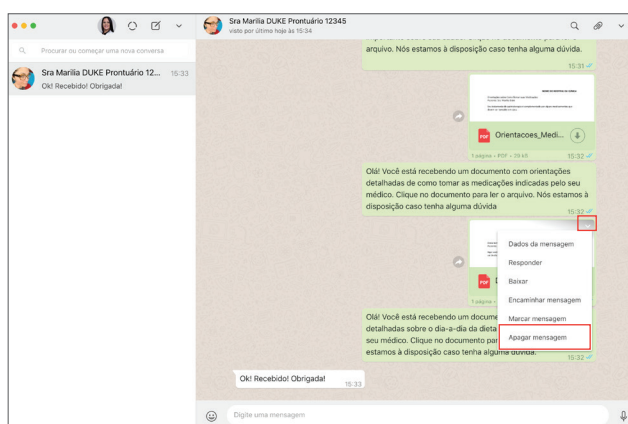 Sra Marilia DUKE Prontuário 12345
visto por último hoje às 15:34
Procurar ou começar uma nova conversa
Sra Marilia DUKE Prontuário 12... 15:33
Ok! Recebido! Obrigada!
arquivo. Nós estamos à disposição caso tenha alguma dúvida.
15:31
PDF Orientacoes_Medi...
1 página • PDF • 28 kB 15:32
Olá! Você está recebendo um documento com orientações
detalhadas de como tomar as medicações indicadas pelo seu
médico. Clique no documento para ler o arquivo. Nós estamos à
disposição caso tenha alguma dúvida
15:32
PDF
1 página •
Dados da mensagem
Responder
Baixar
Encaminhar mensagem
Marcar mensagem
Apagar mensagem
Olá! Você está recebendo um docume
detalhadas sobre o dia-a-dia da dieta
seu médico. Clique no documento par
estamos à disposição caso tenha alguma dúvida.
15:32
Ok! Recebido! Obrigada! 15:33
Digite uma mensagem